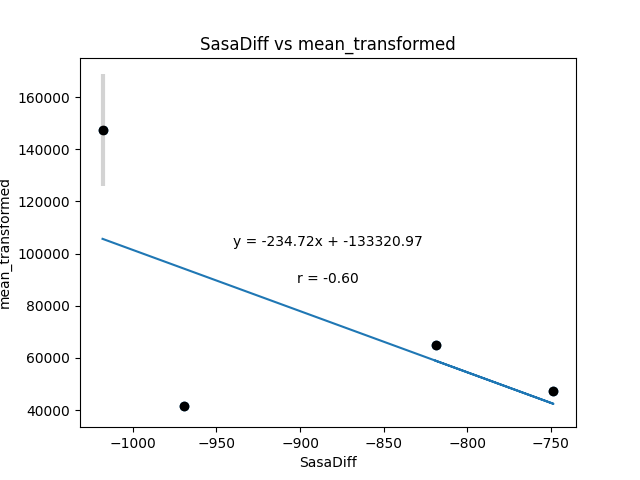 SasaDiff vs mean_transformed
160000
140000
120000
100000
80000
60000
40000
mean_transformed
y = -234.72x + -133320.97
r = -0.60
−1000
−950
−900
−850
−800
−750
SasaDiff